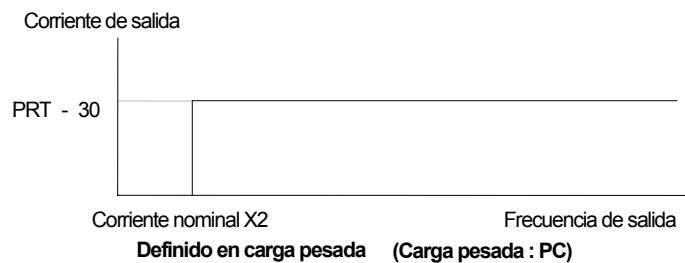 Corriente de salida
PRT - 30
Corriente nominal X2 Frecuencia de salida
Definido en carga pesada (Carga pesada : PC)